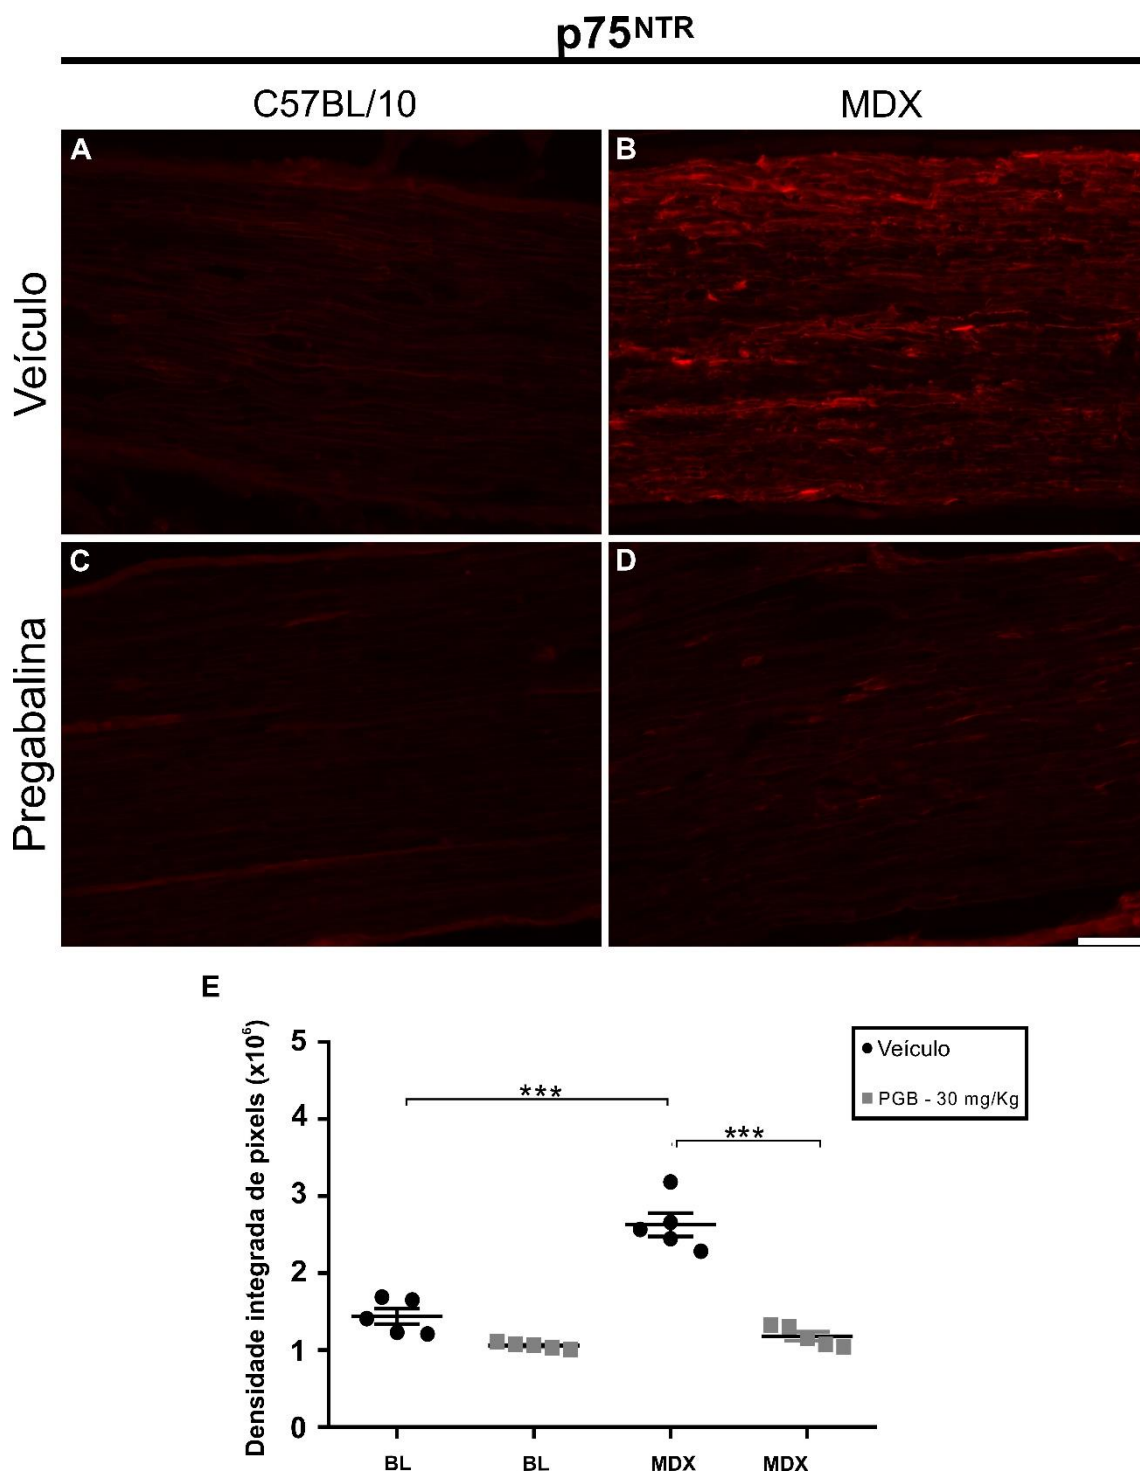 p75NTR
C57BL/10 MDX
Veículo
A B
Pregabalina
C D
E
Densidade integrada de pixels (x10⁶)
5
4
3
2
1
0
***
***
Veículo
PGB - 30 mg/Kg
BL BL MDX MDX